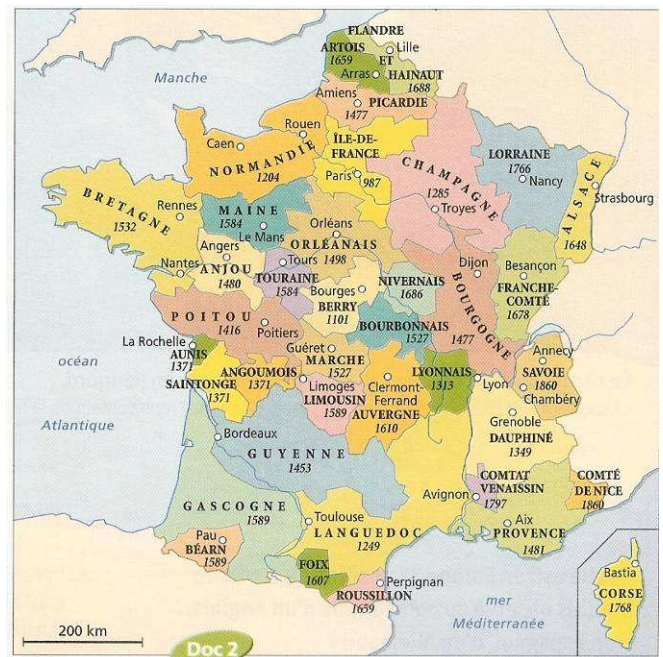 FLANDRE
Lille
ARTOIS
1659
ET
Arras
HAINAUT
1688
Manche
Amiens
PICARDIE
1477
Rouen
Caen
NORMANDIE
1204
ÎLE-DE-
FRANCE
Paris
987
CHAMPAGNE
1285
Troyes
LORRAINE
1766
Nancy
ALSACE
1648
Strasbourg
BRETAGNE
1532
Rennes
Nantes
MAINE
1584
Le Mans
Orléans
ORLÉANAIS
1498
Angers
ANJOU
1480
Tours
TOURAINE
1584
Bourges
BERRY
1101
NIVERNAIS
1686
Dijon
BOURGOGNE
1477
Besançon
FRANCHE-
COMTÉ
1678
POITOU
1416
Poitiers
BOURBONNAIS
1527
La Rochelle
AUNIS
1371
SAINTONGE
1371
ANGOUMOIS
1371
Guéret
MARCHE
1527
Limoges
LIMOUSIN
1589
Clermont-
Ferrand
AUVERGNE
1610
LYONNAIS
1313
Lyon
Annecy
SAVOIE
1860
Chambéry
Grenoble
DAUPHINÉ
1349
océan
Atlantique
Bordeaux
GUYENNE
1453
GASCOGNE
1589
Pau
BÉARN
1589
Toulouse
LANGUEDOC
1249
FOIX
1607
Perpignan
ROUSSILLON
1659
Avignon
COMTAT
VENAISSIN
1797
COMTÉ
DE NICE
1860
Aix
PROVENCE
1481
mer
Méditerranée
Bastia
CORSE
1768
200 km
Doc 2